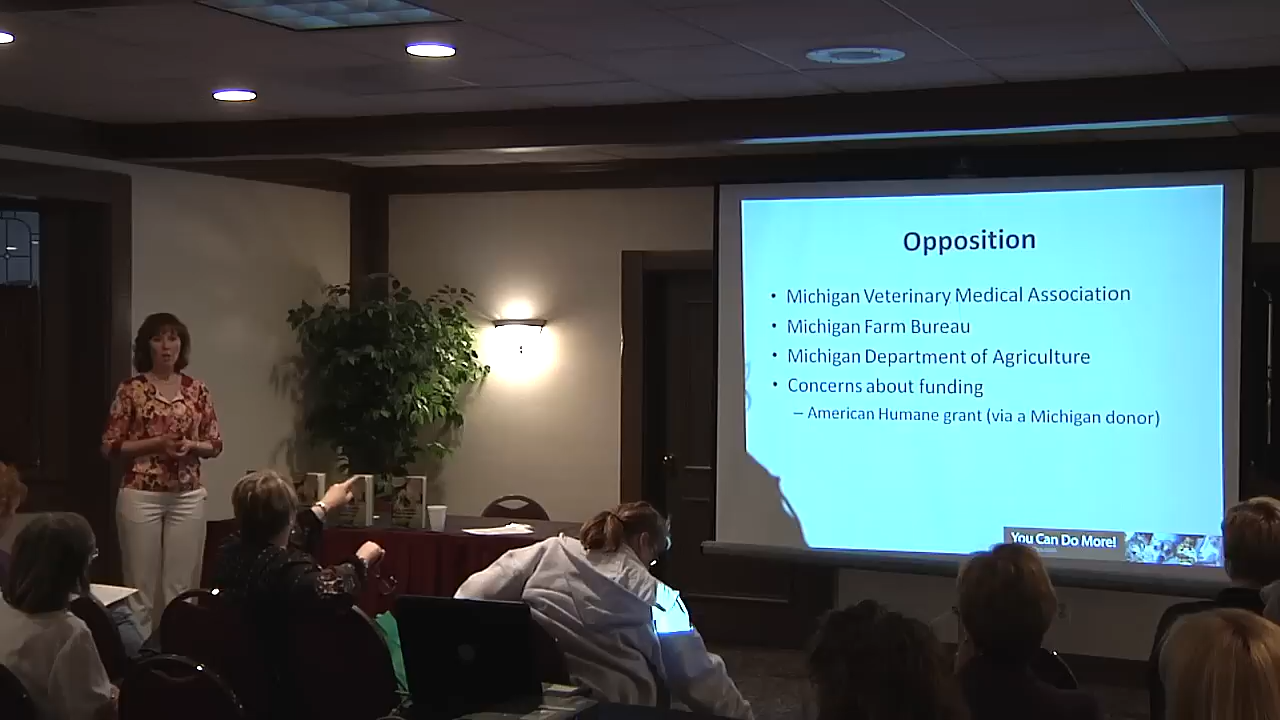 Opposition
• Michigan Veterinary Medical Association
• Michigan Farm Bureau
• Michigan Department of Agriculture
• Concerns about funding
– American Humane grant (via a Michigan donor)
You Can Do More!